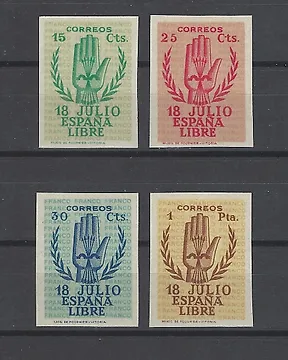 CORREOS
15 Cts.
18 JULIO
ESPAÑA
LIBRE
CORREOS
25 Cts.
18 JULIO
ESPAÑA
LIBRE
CORREOS
30 Cts.
18 JULIO
ESPAÑA
LIBRE
CORREOS
1 Pta.
18 JULIO
ESPAÑA
LIBRE